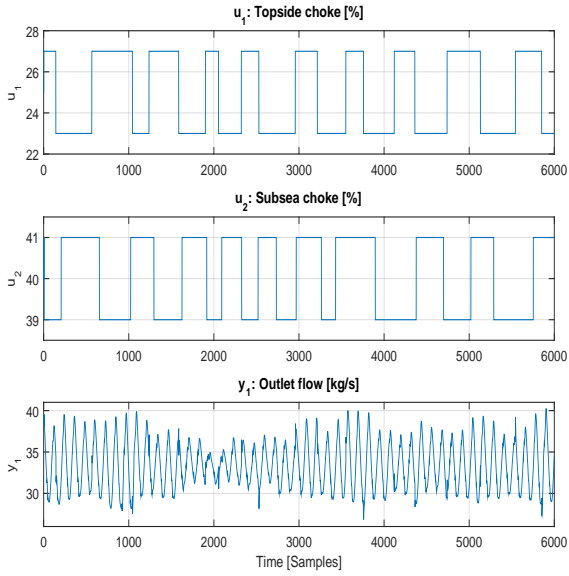 u₁: Topside choke [%]
28
26
24
22
u₁
0 1000 2000 3000 4000 5000 6000
u₂: Subsea choke [%]
41
40
39
u₂
0 1000 2000 3000 4000 5000 6000
y₁: Outlet flow [kg/s]
40
35
30
y₁
0 1000 2000 3000 4000 5000 6000
Time [Samples]